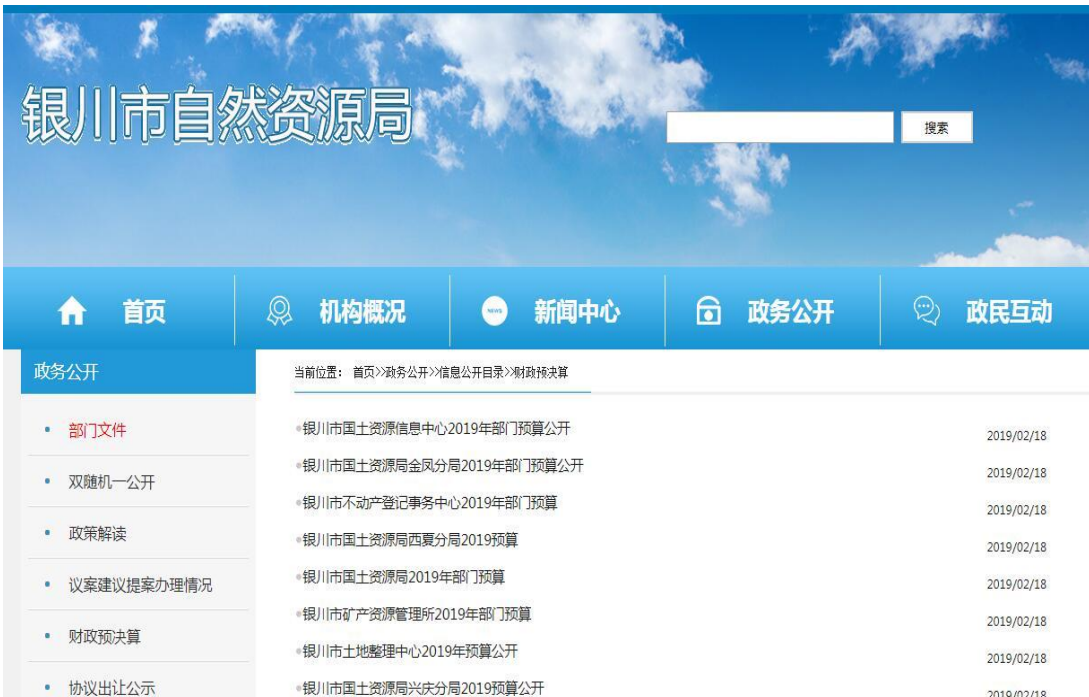 银川市自然资源局
搜索
首页
机构概况
NEWS
新闻中心
政务公开
政民互动
政务公开
当前位置： 首页>>政务公开>>信息公开目录>>财政预决算
部门文件
双随机一公开
政策解读
议案建议提案办理情况
财政预决算
协议出让公示
银川市国土资源信息中心2019年部门预算公开 2019/02/18
银川市国土资源局金凤分局2019年部门预算公开 2019/02/18
银川市不动产登记事务中心2019年部门预算 2019/02/18
银川市国土资源局西夏分局2019预算 2019/02/18
银川市国土资源局2019年部门预算 2019/02/18
银川市矿产资源管理所2019年部门预算 2019/02/18
银川市土地整理中心2019年预算公开 2019/02/18
银川市国土资源局兴庆分局2019预算公开 2019/02/18